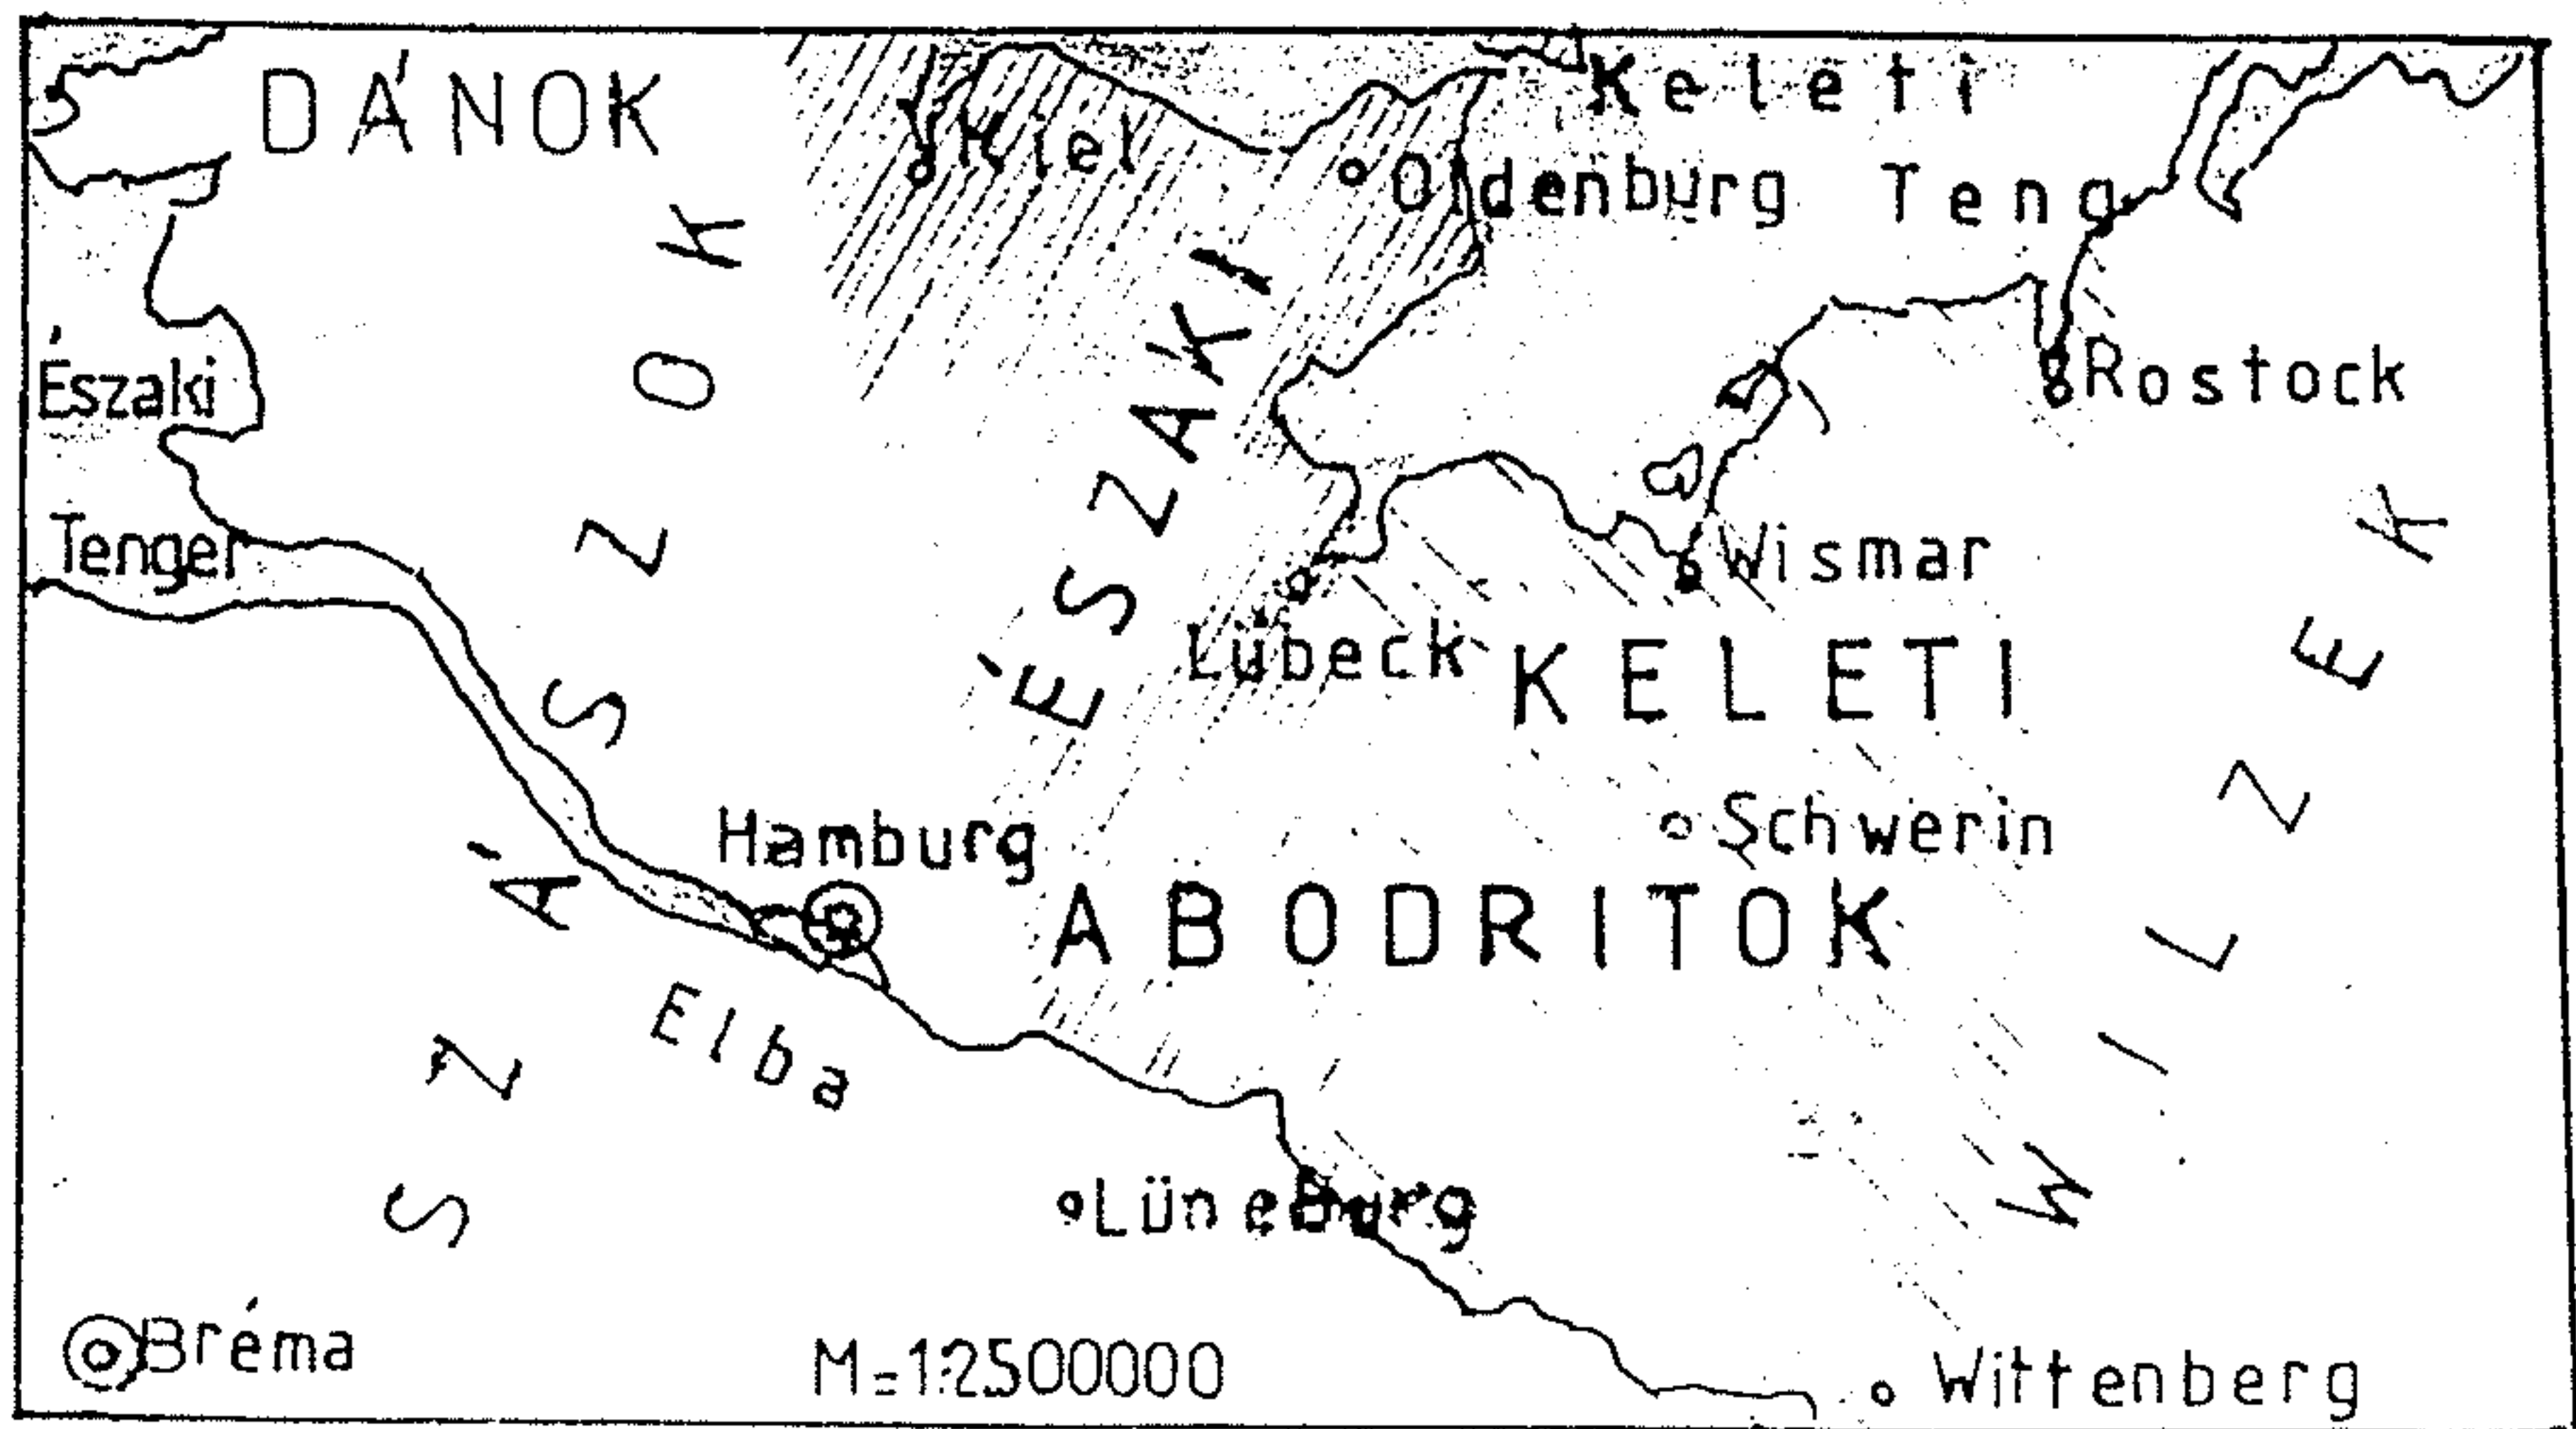 DÁNOK
Keleti
Teng
Kiel
Oldenburg
Északi
Tenger
Rostock
Wismar
Lübeck
SZÁSZOK
ÉSZAKI
KELETI
ABODRITOK
WILZEK
Schwerin
Hamburg
Elba
Lüneburg
Bréma
M=1:2500000
Wittenberg